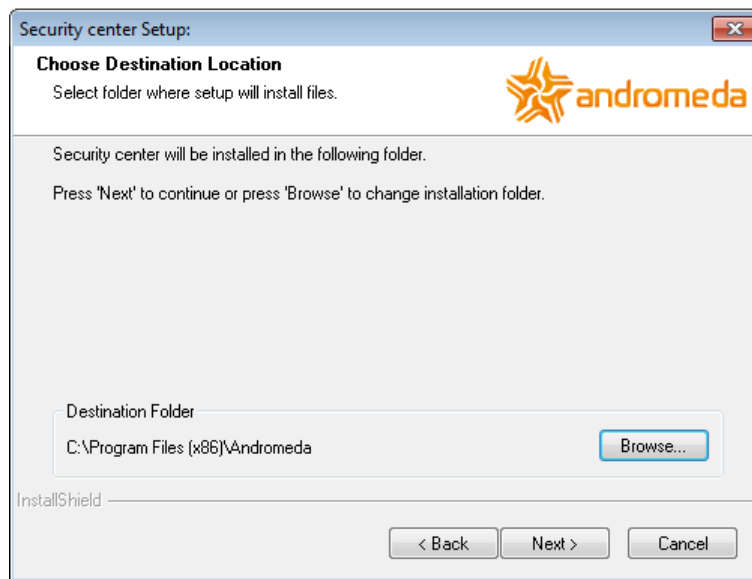 Security center Setup:
Choose Destination Location
Select folder where setup will install files.
andromeda
Security center will be installed in the following folder.
Press 'Next' to continue or press 'Browse' to change installation folder.
Destination Folder
C:\Program Files (x86)\Andromeda
Browse...
InstallShield
< Back
Next >
Cancel